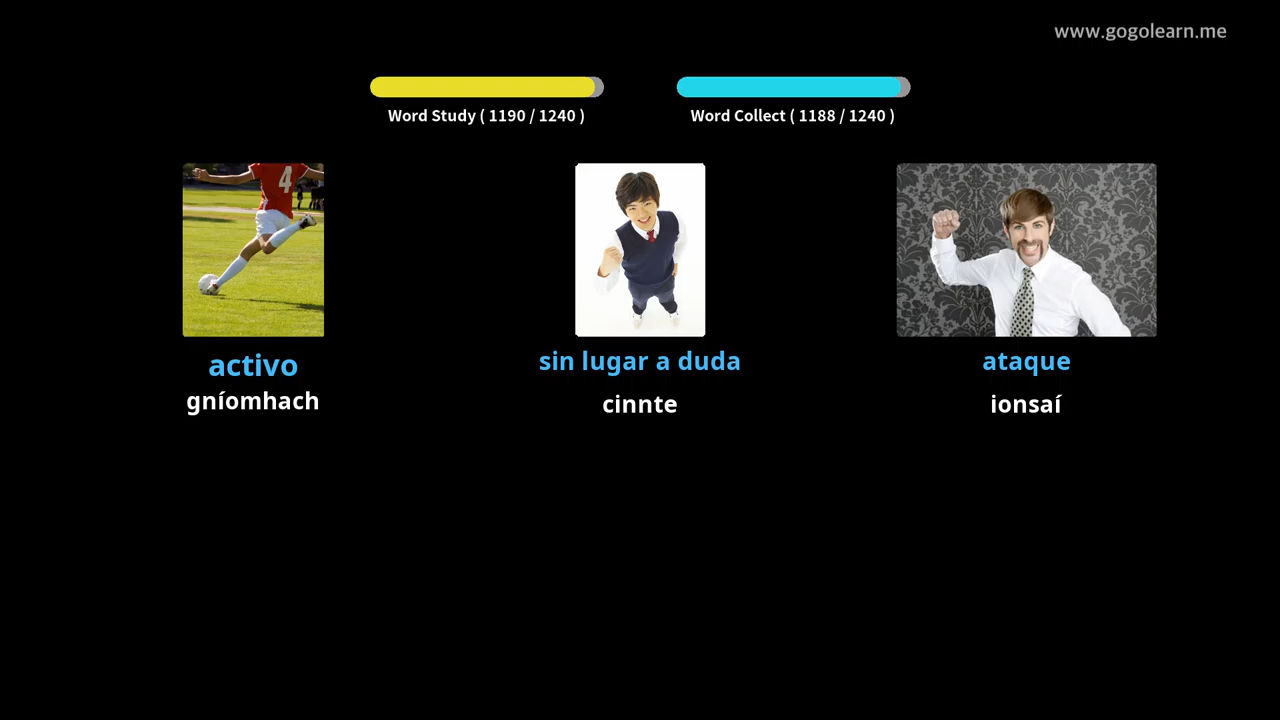 www.gogolearn.me
Word Study ( 1190 / 1240 )
Word Collect ( 1188 / 1240 )
4
activo
gníomhach
sin lugar a duda
cinnte
ataque
ionsaí